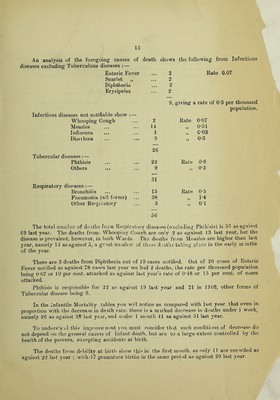 15
An analysis of the foregoing causes of death shows the following from Infectious
diseases excluding Tuberculous diseases :—
Enteric Fever ... 2 Rate 0.07
Scarlet „ ... 2
Diphtheria ... 3
Erysipelas ... 2
9, giving a rate of 0·3 per thousand
population.
Infectious diseases not notifiable show :—
Whooping Cough ... 2 Rate 0·07
Measles ... 14 „ 0·51
Influenza ... 1 „ 0·03
Diarrhœa ... 9 „ 0·3
26
Tubercular diseases :—
Phthisis ... 22 Rate 0·8
Others ... 9 „ 0·3
31
Respiratory diseases :—
Bronchitis ... 15 Rate 0·5
Pneumonia (all forms) ... 38 „ 1·4
Other Respiratory ... 3 „ 0·1
56
The total number of deaths from Respiratory diseases (excluding Phthisis) is 56 as against
69 last year. The deaths from Whooping Cough are only 2 as against 13 last year, but the
disease is prevalent, however, in both Wards. The deaths from Measles are higher than last
year, namely 14 as against 5, a great number of these deaths taking place in the early months
of the year.
There are 3 deaths from Diphtheria out of 19 cases notified. Out of 20 cases of Enteric
Fever notified as against 78 cases last year we had 2 deaths, the rate per thousand population
being 0·07 or 10 per cent. attacked as against last year's rate of 0·18 or 15 per cent. of cases
attacked.
Phthisis is responsible for 22 as against 19 last year and 21 in 1916, other forms of
Tubercular disease being 9.
In the Infantile Mortality tables you will notice as compared with last year that even in
proportion with the decrease in death rate, there is a marked decrease in deaths under 1 week,
namely 26 as against 38 last year, and under 1 month 41 as against 51 last year.
To understand this improvement you must consider that such conditions of decrease do
not depend on the general causes of Infant death, but are to a large extent controlled by the
health of the parents, excepting accidents at birth.
The deaths from debility at birth show this in the first month, as only 11 are recorded as
against 22 last year ; with 17 premature births in the same period as against 20 last year.